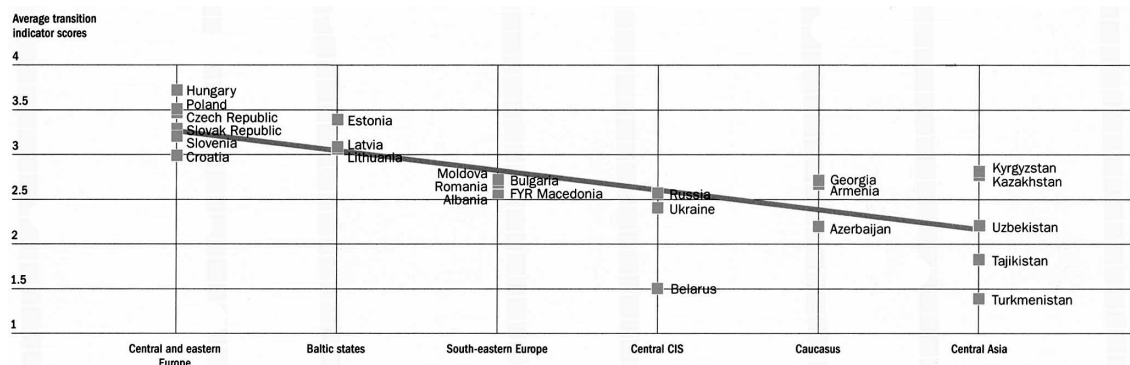 Average transition
indicator scores
4
3.5
3
2.5
2
1.5
1
Hungary
Poland
Czech Republic
Slovak Republic
Slovenia
Croatia
Estonia
Latvia
Lithuania
Moldova
Romania
Albania
Bulgaria
FYR Macedonia
Russia
Ukraine
Belarus
Georgia
Armenia
Azerbaijan
Kyrgyzstan
Kazakhstan
Uzbekistan
Tajikistan
Turkmenistan
Central and eastern
Europe
Baltic states
South-eastern Europe
Central CIS
Caucasus
Central Asia